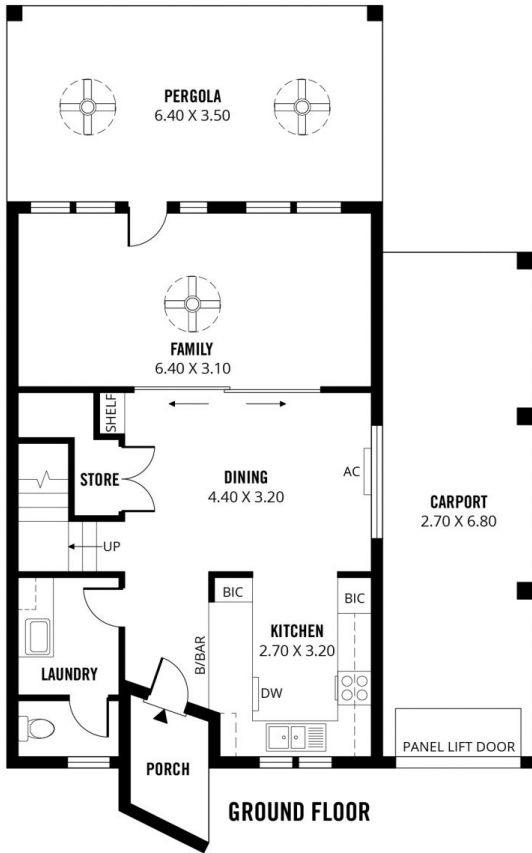 PERGOLA
6.40 X 3.50
FAMILY
6.40 X 3.10
SHELF
STORE
DINING
4.40 X 3.20
AC
CARPORT
2.70 X 6.80
UP
BIC
BIC
KITCHEN
2.70 X 3.20
B/BAR
LAUNDRY
DW
PANEL LIFT DOOR
PORCH
GROUND FLOOR